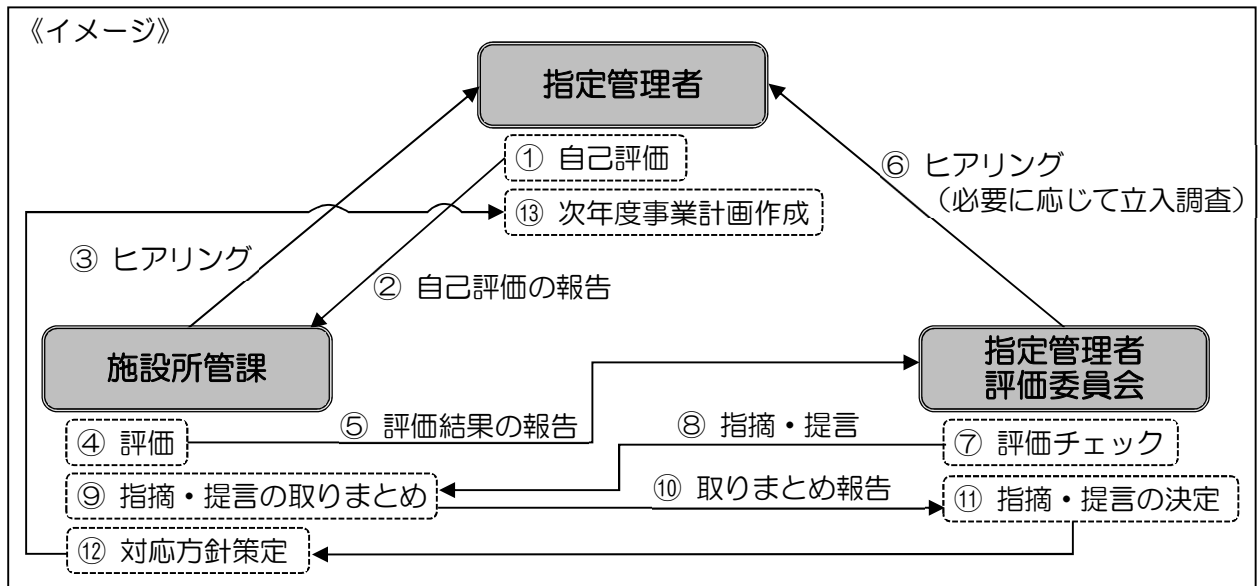 《イメージ》
指定管理者
① 自己評価
⑬ 次年度事業計画作成
⑥ ヒアリング
（必要に応じて立入調査）
③ ヒアリング
② 自己評価の報告
施設所管課
指定管理者
評価委員会
④ 評価
⑤ 評価結果の報告
⑧ 指摘・提言
⑦ 評価チェック
⑨ 指摘・提言の取りまとめ
⑩ 取りまとめ報告
⑪ 指摘・提言の決定
⑫ 対応方針策定